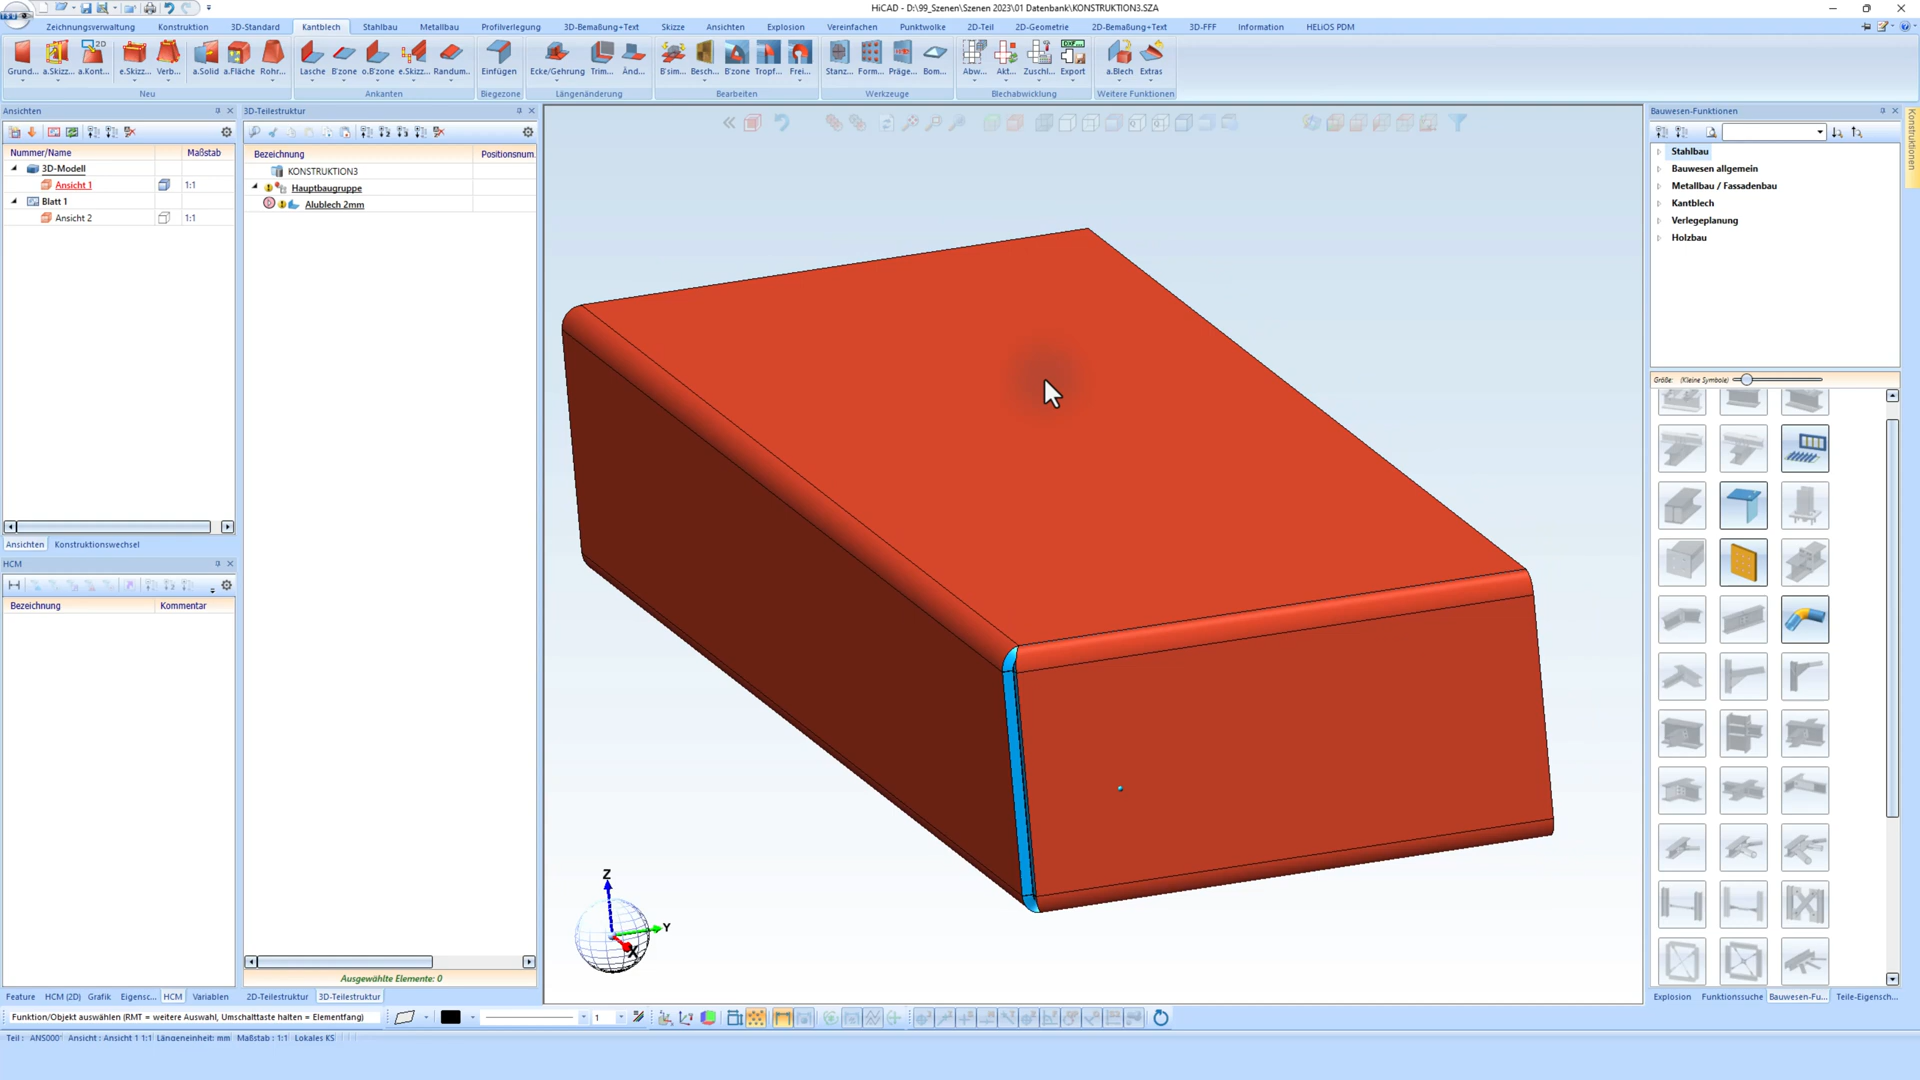 HiCAD - D:\99_Szenen\Szenen 2023\01 Datenbank\KONSTRUKTION3.SZA
Zeichnungsverwaltung Konstruktion 3D-Standard Kantblech Stahlbau Metallbau Profilverlegung 3D-Bemaßung+Text Skizze Ansichten Explosion Vereinfachen Punktwolke 2D-Teil 2D-Geometrie 2D-Bemaßung+Text 3D-FFF Information HELiOS PDM
Grund... a.Skizz... a.Kont... e.Skizz... Verb... a.Solid a.Fläche Rohr... Lasche B'zone o.B'zone e.Skizz... Randum... Einfügen Ecke/Gehrung Trim... Änd... B'sim... Besch... B'zone Tropf... Frei... Stanz... Form... Präge... Bom... Abw... Akt... Zuschl... Export a.Blech Extras
Neu Ankanten Biegezone Längenänderung Bearbeiten Werkzeuge Blechabwicklung Weitere Funktionen
Ansichten
Nummer/Name Maßstab
3D-Modell
Ansicht 1 1:1
Blatt 1
Ansicht 2 1:1
Ansichten Konstruktionswechsel
HCM
Bezeichnung Kommentar
Feature HCM (2D) Grafik Eigensc... HCM Variablen
3D-Teilestruktur
Bezeichnung Positionsnum.
KONSTRUKTION3
Hauptbaugruppe
Alublech 2mm
Ausgewählte Elemente: 0
2D-Teilestruktur 3D-Teilestruktur
Z
Y
X
Bauwesen-Funktionen
Stahlbau
Bauwesen allgemein
Metallbau / Fassadenbau
Kantblech
Verlegeplanung
Holzbau
Größe: (Kleine Symbole)
Explosion Funktionssuche Bauwesen-Fu... Teile-Eigensch...
Konstruktionen
Funktion/Objekt auswählen (RMT = weitere Auswahl, Umschalttaste halten = Elementfang) 1
Teil : ANS000 Ansicht : Ansicht 1 1:1 Längeneinheit: mm Maßstab : 1:1 Lokales KS